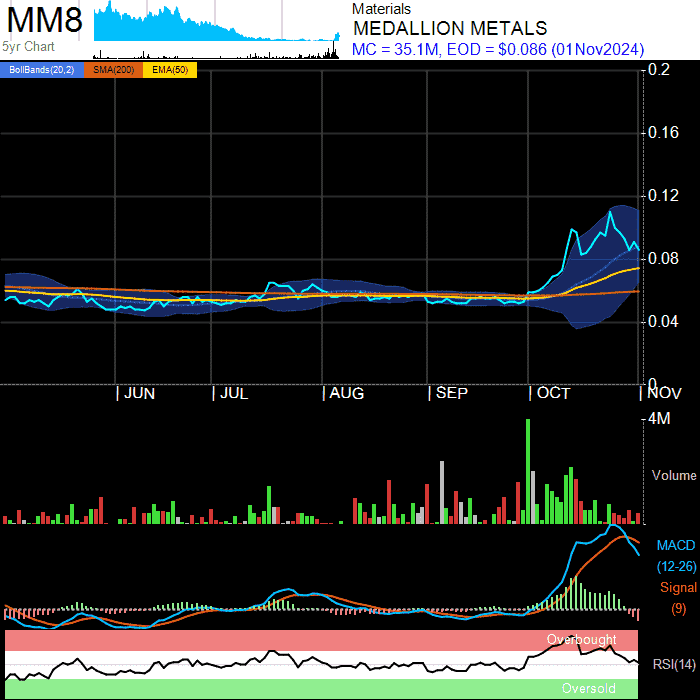 MM8
5yr Chart
Materials
MEDALLION METALS
MC = 35.1M, EOD = $0.086 (01Nov2024)
BollBands(20,2) SMA(200) EMA(50)
0.2
0.16
0.12
0.08
0.04
0
JUN JUL AUG SEP OCT NOV
4M
Volume
MACD
(12-26)
Signal
(9)
Overbought
RSI(14)
Oversold